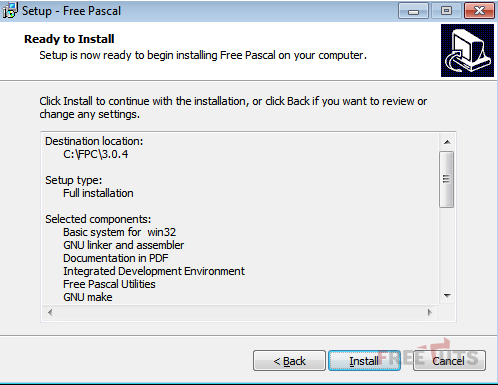 Setup - Free Pascal
Ready to Install
Setup is now ready to begin installing Free Pascal on your computer.
Click Install to continue with the installation, or click Back if you want to review or
change any settings.
Destination location:
C:\FPC\3.0.4
Setup type:
Full installation
Selected components:
Basic system for win32
GNU linker and assembler
Documentation in PDF
Integrated Development Environment
Free Pascal Utilities
GNU make
< Back
Install
Cancel
FREETUTS